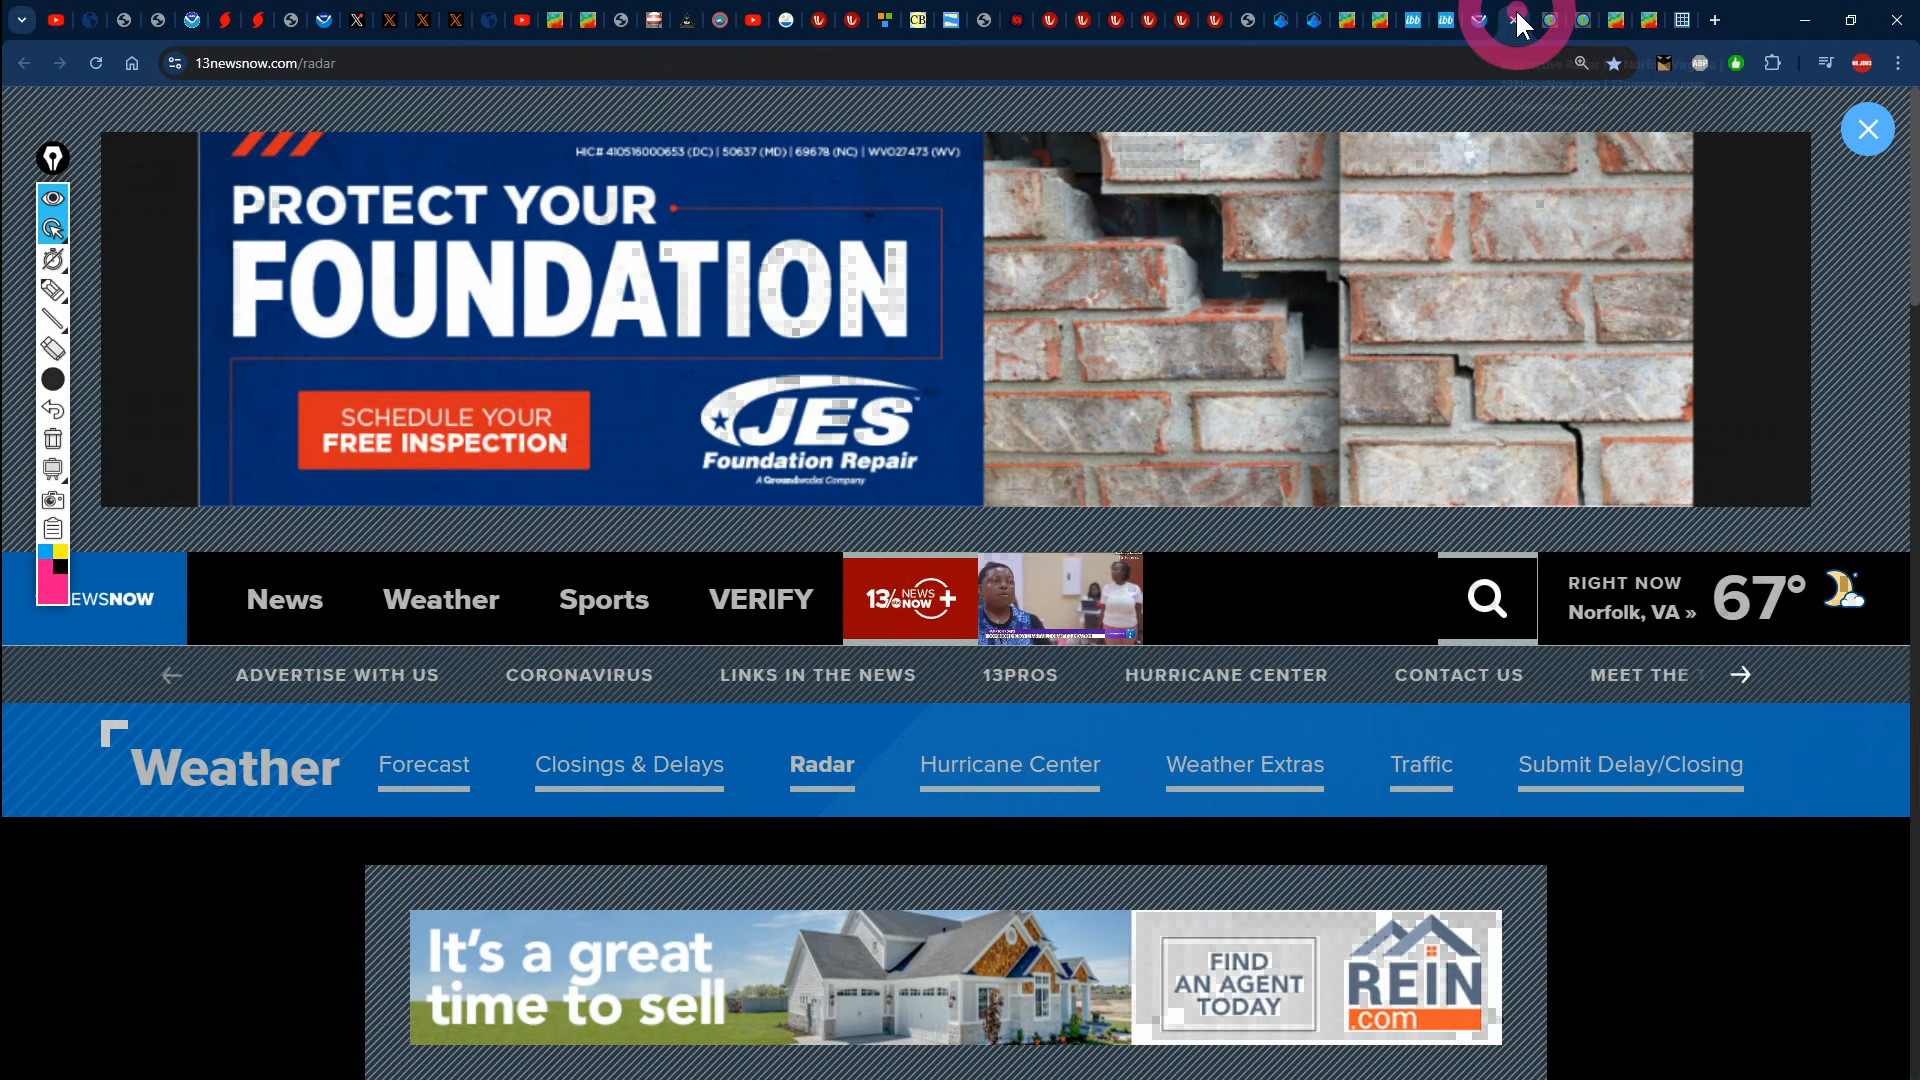 13newsnow.com/radar
HIC# 410516000653 (DC) | 50637 (MD) | 69678 (NC) | WV027473 (WV)
PROTECT YOUR
FOUNDATION
SCHEDULE YOUR
FREE INSPECTION
JES
Foundation Repair
A Groundworks Company
EWSNOW
News
Weather
Sports
VERIFY
13 NEWS NOW +
RIGHT NOW
Norfolk, VA »
67°
ADVERTISE WITH US
CORONAVIRUS
LINKS IN THE NEWS
13PROS
HURRICANE CENTER
CONTACT US
MEET THE
Weather
Forecast
Closings & Delays
Radar
Hurricane Center
Weather Extras
Traffic
Submit Delay/Closing
It's a great
time to sell
FIND
AN AGENT
TODAY
REIN
.com